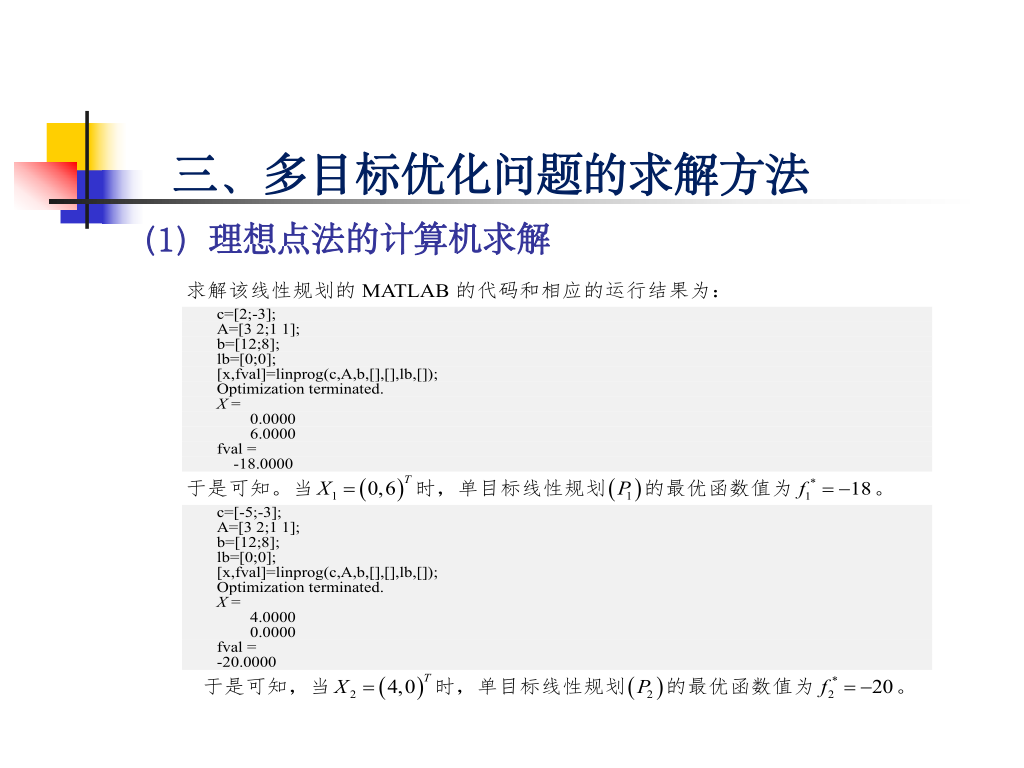 三、多目标优化问题的求解方法
(1) 理想点法的计算机求解
求解该线性规划的 MATLAB 的代码和相应的运行结果为：
c=[2;-3];
A=[3 2;1 1];
b=[12;8];
lb=[0;0];
[x,fval]=linprog(c,A,b,[],[],lb,[]);
Optimization terminated.
X =
0.0000
6.0000
fval =
-18.0000
于是可知。当 X₁ = (0,6)ᵀ 时，单目标线性规划(P₁)的最优函数值为 f₁* = −18 。
c=[-5;-3];
A=[3 2;1 1];
b=[12;8];
lb=[0;0];
[x,fval]=linprog(c,A,b,[],[],lb,[]);
Optimization terminated.
X =
4.0000
0.0000
fval =
-20.0000
于是可知，当 X₂ = (4,0)ᵀ 时，单目标线性规划(P₂)的最优函数值为 f₂* = −20 。